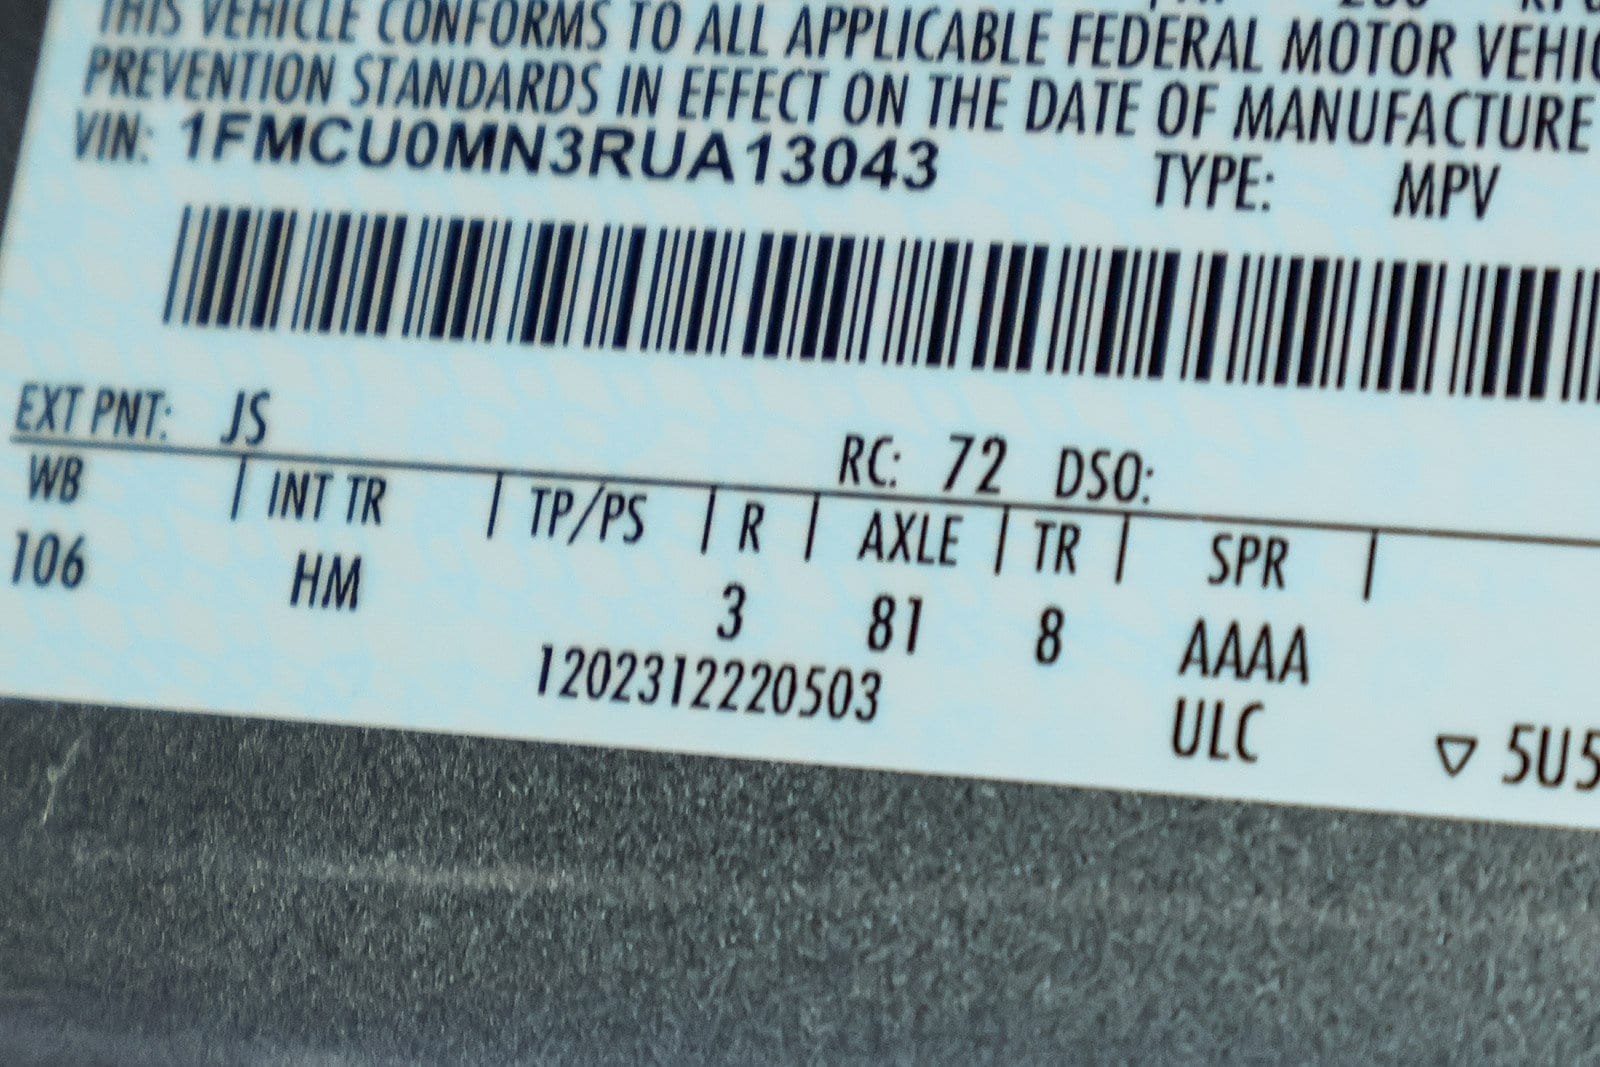 THIS VEHICLE CONFORMS TO ALL APPLICABLE FEDERAL MOTOR
PREVENTION STANDARDS IN EFFECT ON THE DATE OF MANUFACTURE
VIN: 1FMCU0MN3RUA13043
TYPE: MPV
EXT PNT: JS RC: 72 DSO:
WB | INT TR | TP/PS | R | AXLE | TR | SPR |
106 HM 3 81 8 AAAA
1202312220503 ULC ▽ 5U5